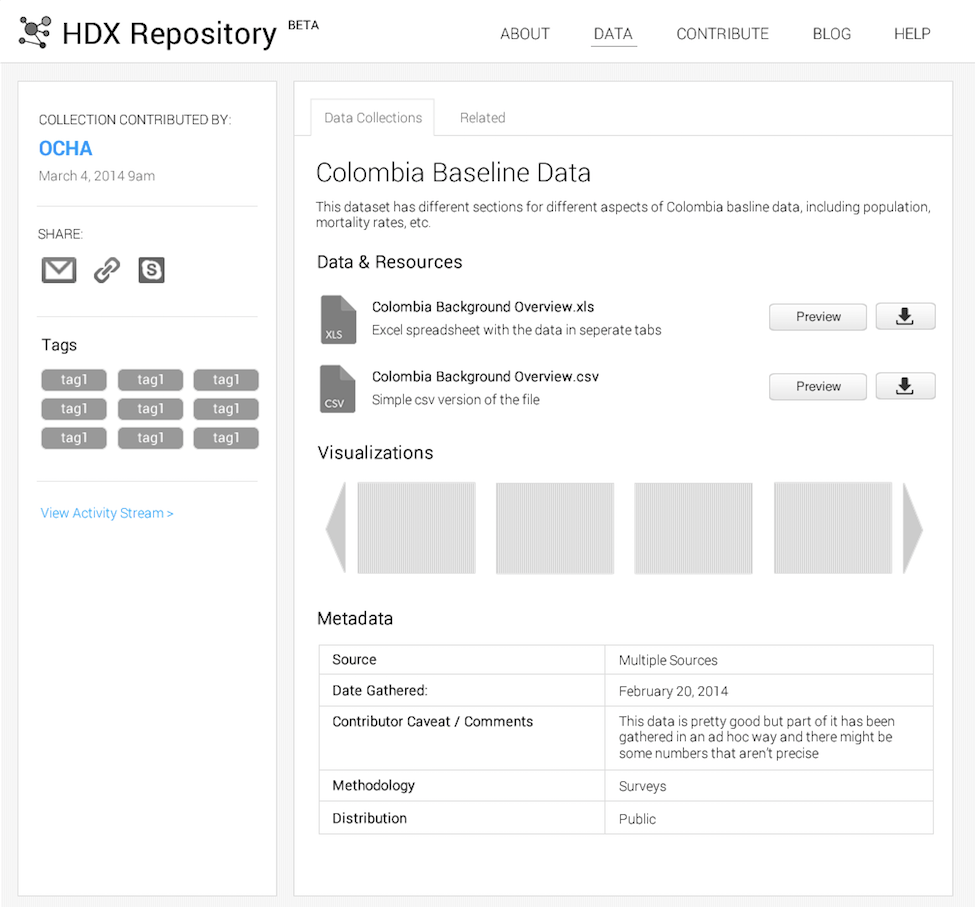 HDX Repository BETA
ABOUT DATA CONTRIBUTE BLOG HELP
COLLECTION CONTRIBUTED BY:
OCHA
March 4, 2014 9am
SHARE:
S
Tags
tag1 tag1 tag1
tag1 tag1 tag1
tag1 tag1 tag1
View Activity Stream >
Data Collections Related
Colombia Baseline Data
This dataset has different sections for different aspects of Colombia basline data, including population,
mortality rates, etc.
Data & Resources
XLS
Colombia Background Overview.xls
Excel spreadsheet with the data in seperate tabs
Preview
CSV
Colombia Background Overview.csv
Simple csv version of the file
Preview
Visualizations
Metadata
Source Multiple Sources
Date Gathered: February 20, 2014
Contributor Caveat / Comments This data is pretty good but part of it has been
gathered in an ad hoc way and there might be
some numbers that aren't precise
Methodology Surveys
Distribution Public